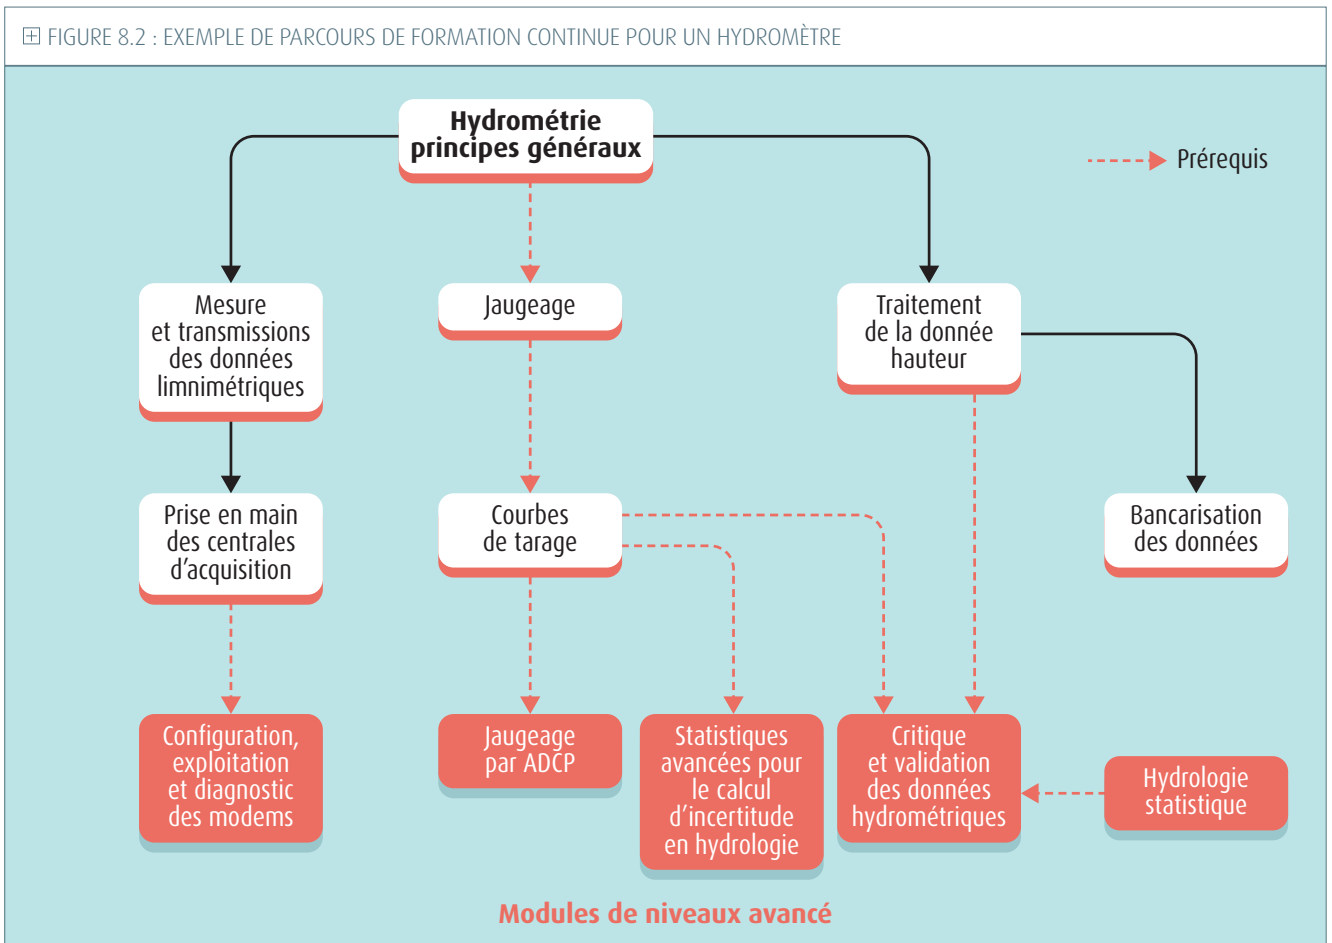 FIGURE 8.2 : EXEMPLE DE PARCOURS DE FORMATION CONTINUE POUR UN HYDROMÈTRE
Hydrométrie
principes généraux
Prérequis
Mesure
et transmissions
des données
limnimétriques
Jaugeage
Traitement
de la donnée
hauteur
Prise en main
des centrales
d'acquisition
Courbes
de tarage
Bancarisation
des données
Configuration,
exploitation
et diagnostic
des modems
Jaugeage
par ADCP
Statistiques
avancées pour
le calcul
d'incertitude
en hydrologie
Critique
et validation
des données
hydrométriques
Hydrologie
statistique
Modules de niveaux avancé